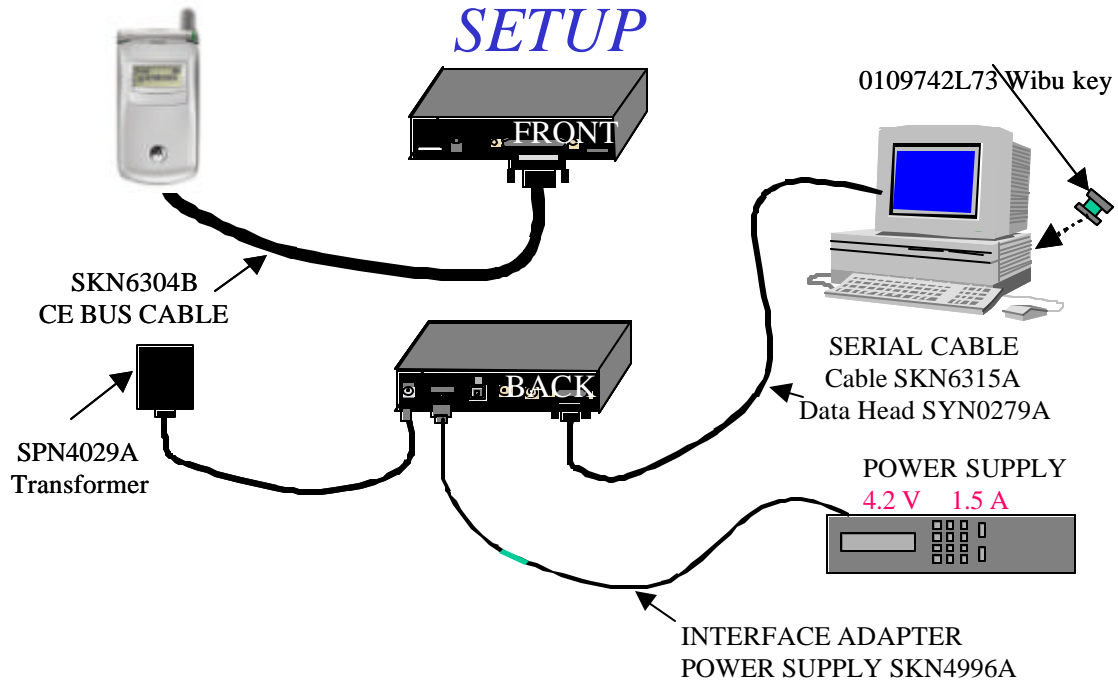 SETUP
0109742L73 Wibu key
FRONT
SKN6304B
CE BUS CABLE
BACK
SERIAL CABLE
Cable SKN6315A
Data Head SYN0279A
SPN4029A
Transformer
POWER SUPPLY
4.2 V 1.5 A
INTERFACE ADAPTER
POWER SUPPLY SKN4996A